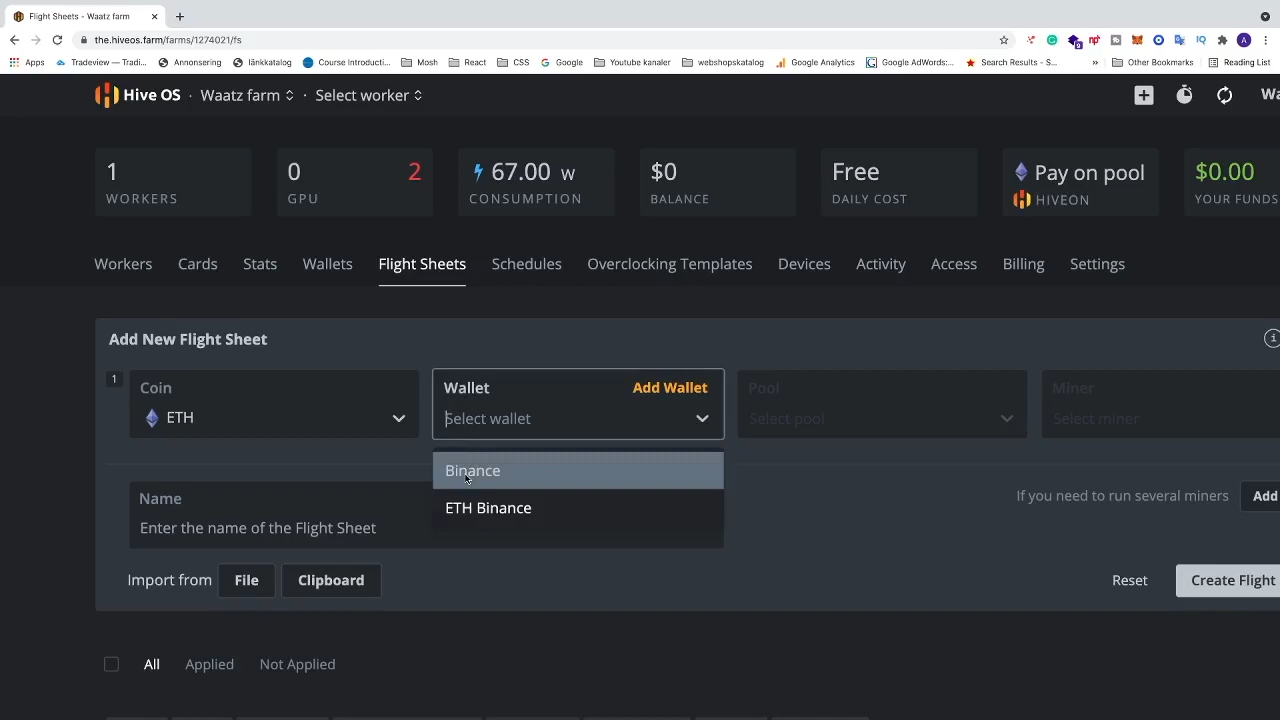 Flight Sheets - Waatz farm
the.hiveos.farm/farms/1274021/fs
Apps Tradeview – Tradi... Annonsering länkkatalog Course Introducti... Mosh React CSS Google Youtube kanaler webshopskatalog Google Analytics Google AdWords:... Search Results - S... » Other Bookmarks Reading List
Hive OS · Waatz farm · Select worker Wa
1 0 2 67.00 W $0 Free Pay on pool $0.00
WORKERS GPU CONSUMPTION BALANCE DAILY COST HIVEON YOUR FUNDS
Workers Cards Stats Wallets Flight Sheets Schedules Overclocking Templates Devices Activity Access Billing Settings
Add New Flight Sheet
1 Coin Wallet Add Wallet Pool Miner
ETH Select wallet Select pool Select miner
Binance
ETH Binance
Name If you need to run several miners Add
Enter the name of the Flight Sheet
Import from File Clipboard Reset Create Flight
All Applied Not Applied